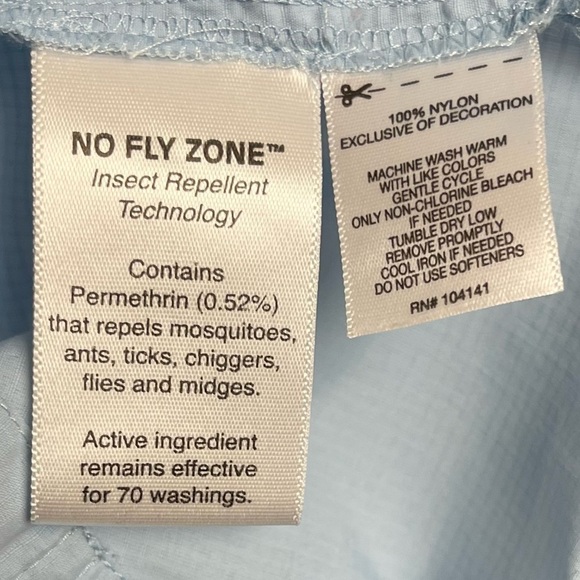 NO FLY ZONE™
Insect Repellent
Technology
Contains
Permethrin (0.52%)
that repels mosquitoes,
ants, ticks, chiggers,
flies and midges.
Active ingredient
remains effective
for 70 washings.
100% NYLON
EXCLUSIVE OF DECORATION
MACHINE WASH WARM
WITH LIKE COLORS
GENTLE CYCLE
ONLY NON-CHLORINE BLEACH
IF NEEDED
TUMBLE DRY LOW
REMOVE PROMPTLY
COOL IRON IF NEEDED
DO NOT USE SOFTENERS
RN# 104141